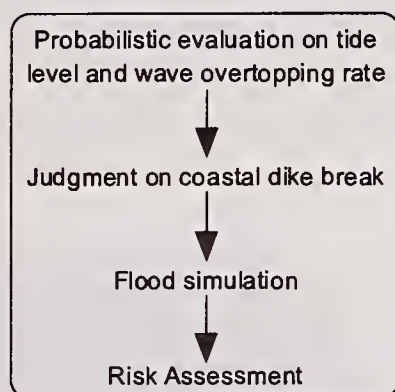 Probabilistic evaluation on tide
level and wave overtopping rate
Judgment on coastal dike break
Flood simulation
Risk Assessment